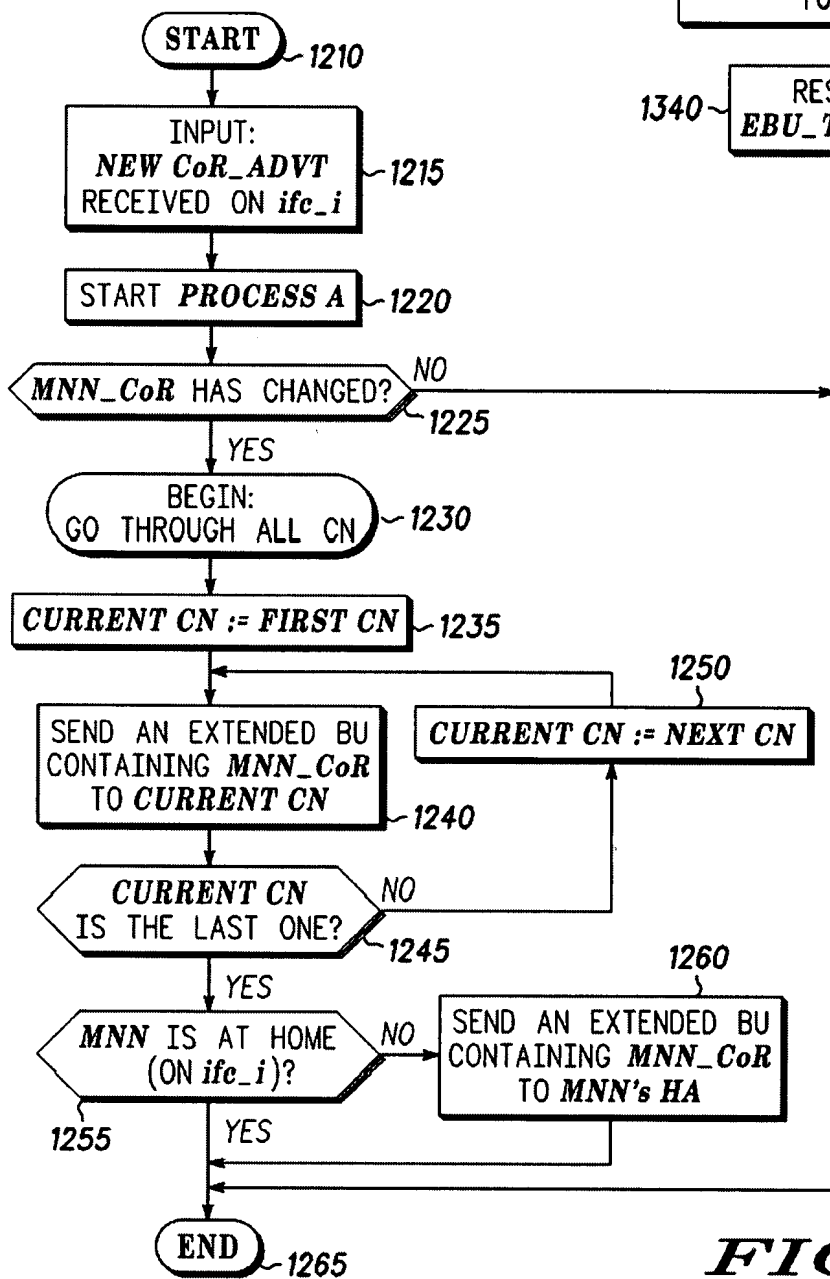 START
1210
INPUT:
NEW CoR_ADVT
RECEIVED ON ifc_i
1215
START PROCESS A
1220
MNN_CoR HAS CHANGED?
NO
1225
YES
BEGIN:
GO THROUGH ALL CN
1230
CURRENT CN := FIRST CN
1235
SEND AN EXTENDED BU
CONTAINING MNN_CoR
TO CURRENT CN
1240
1250
CURRENT CN := NEXT CN
CURRENT CN
IS THE LAST ONE?
NO
1245
YES
MNN IS AT HOME
(ON ifc_i)?
NO
1255
YES
1260
SEND AN EXTENDED BU
CONTAINING MNN_CoR
TO MNN's HA
END
1265
1340